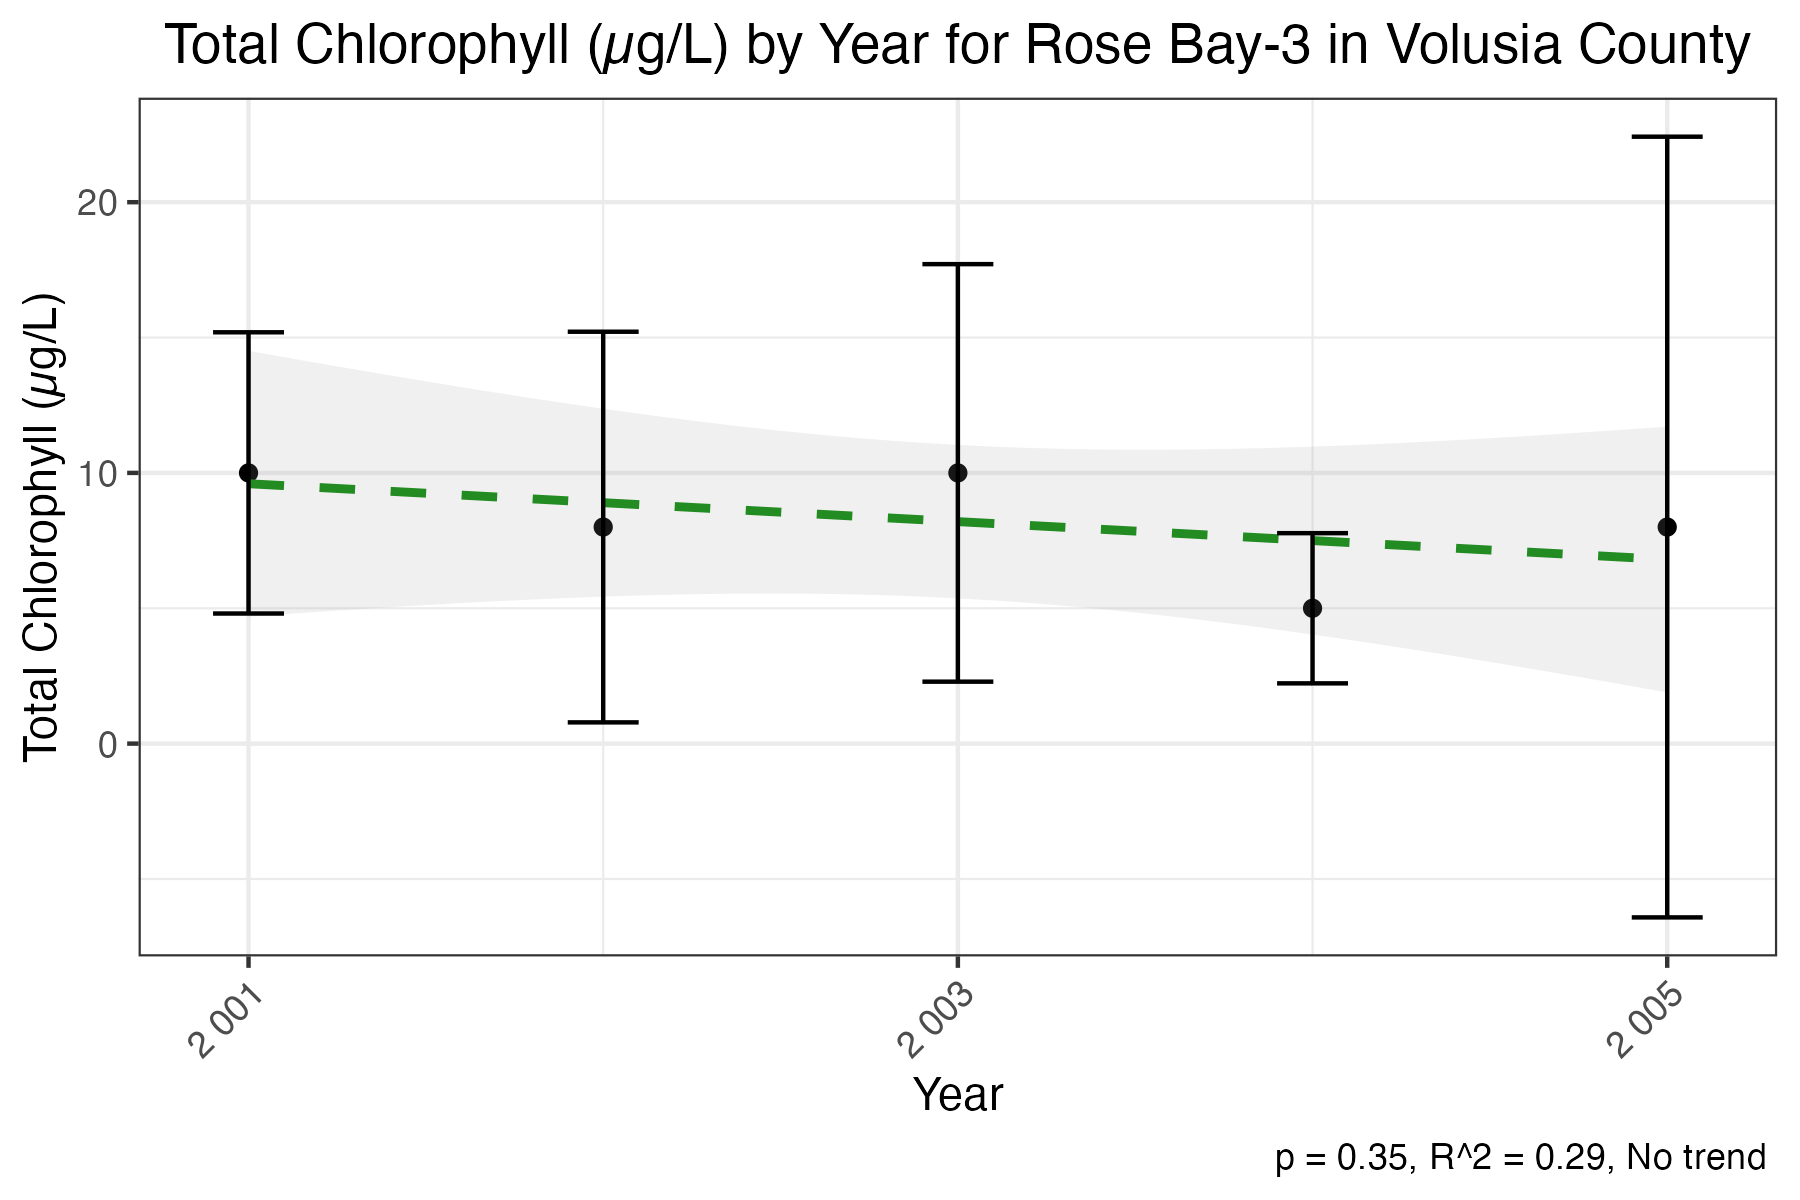 Total Chlorophyll (µg/L) by Year for Rose Bay-3 in Volusia County
Total Chlorophyll (µg/L)
20
10
0
2 001
2 003
2 005
Year
p = 0.35, R^2 = 0.29, No trend